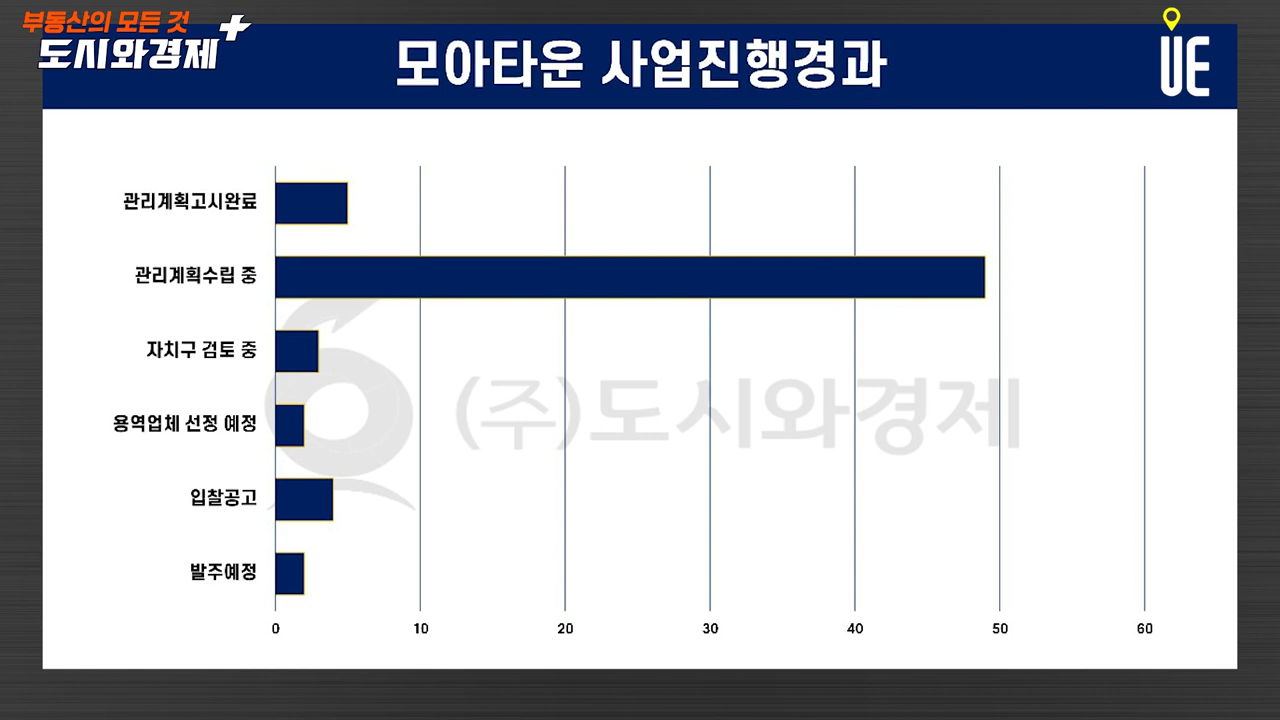 부동산의 모든 것
도시와경제
모아타운 사업진행경과
UE
관리계획고시완료
관리계획수립 중
자치구 검토 중
용역업체 선정 예정
입찰공고
발주예정
(주)도시와경제
0 10 20 30 40 50 60